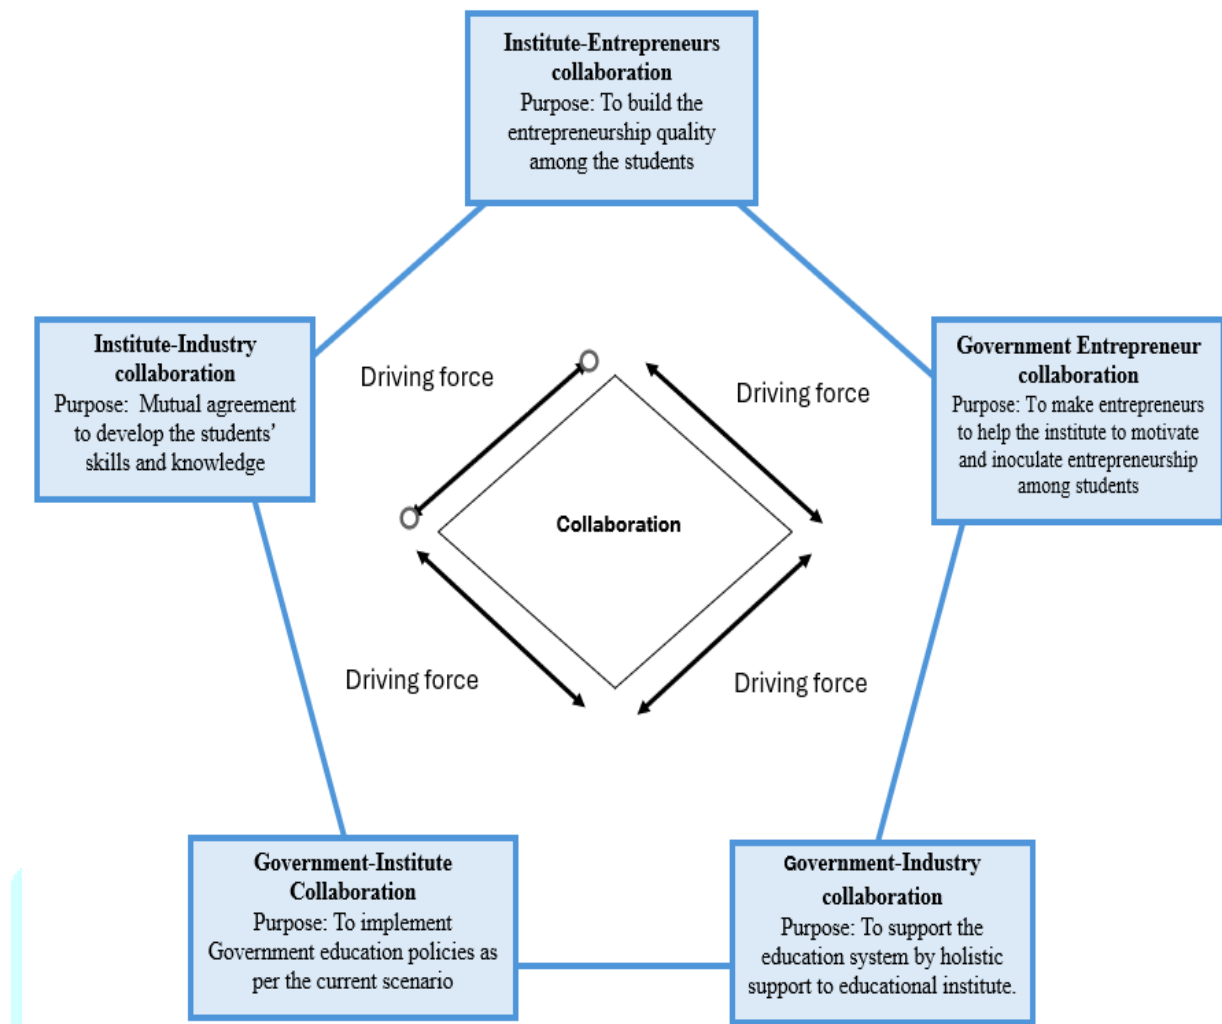 Institute-Entrepreneurs
collaboration
Purpose: To build the
entrepreneurship quality
among the students
Institute-Industry
collaboration
Purpose: Mutual agreement
to develop the students’
skills and knowledge
Driving force
Driving force
Government Entrepreneur
collaboration
Purpose: To make entrepreneurs
to help the institute to motivate
and inoculate entrepreneurship
among students
Collaboration
Driving force
Driving force
Government-Institute
Collaboration
Purpose: To implement
Government education policies as
per the current scenario
Government-Industry
collaboration
Purpose: To support the
education system by holistic
support to educational institute.